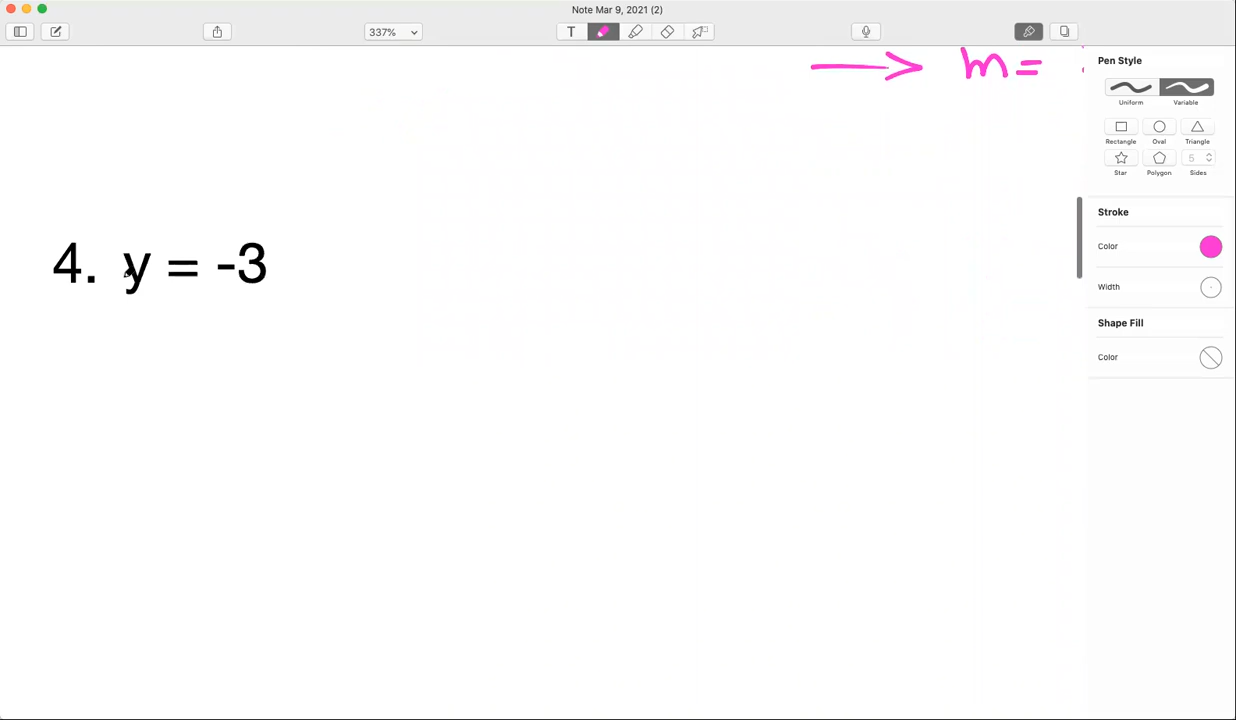 Note Mar 9, 2021 (2)
337%
T
m =
Pen Style
Uniform Variable
Rectangle Oval Triangle
5
Star Polygon Sides
Stroke
Color
Width
Shape Fill
Color
4. y = -3